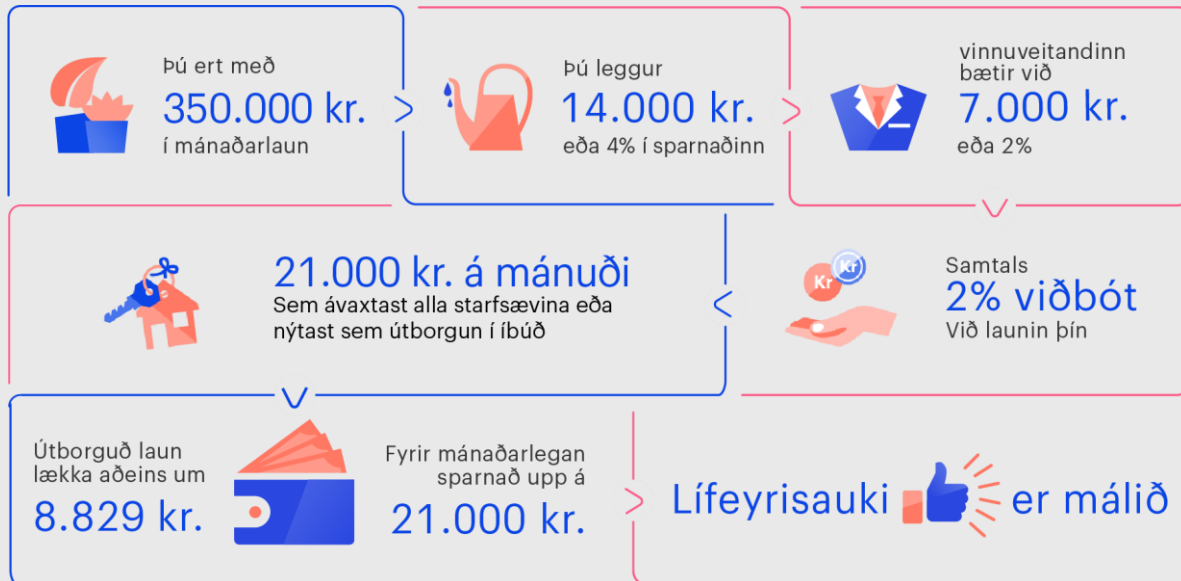 Þú ert með
350.000 kr.
í mánaðarlaun
Þú leggur
14.000 kr.
eða 4% í sparnaðinn
vinnuveitandinn
bætir við
7.000 kr.
eða 2%
Kr
Kr
Samtals
2% viðbót
Við launin þín
21.000 kr. á mánuði
Sem ávaxtast alla starfsævina eða
nýtast sem útborgun í íbúð
Útborguð laun
lækka aðeins um
8.829 kr.
Fyrir mánaðarlegan
sparnað upp á
21.000 kr.
Lífeyrisauki er málið